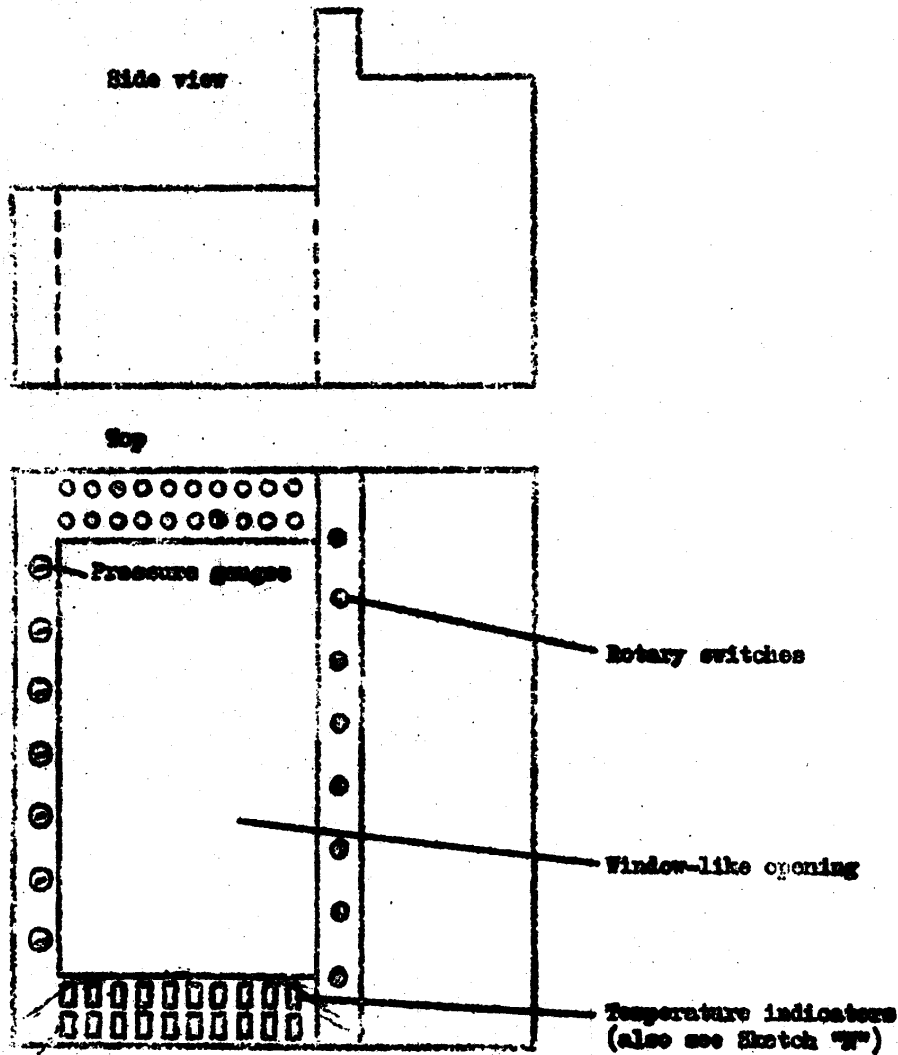 Side view
Top
Pressure gauges
Rotary switches
Window-like opening
Temperature indicators
(also see Sketch "N")